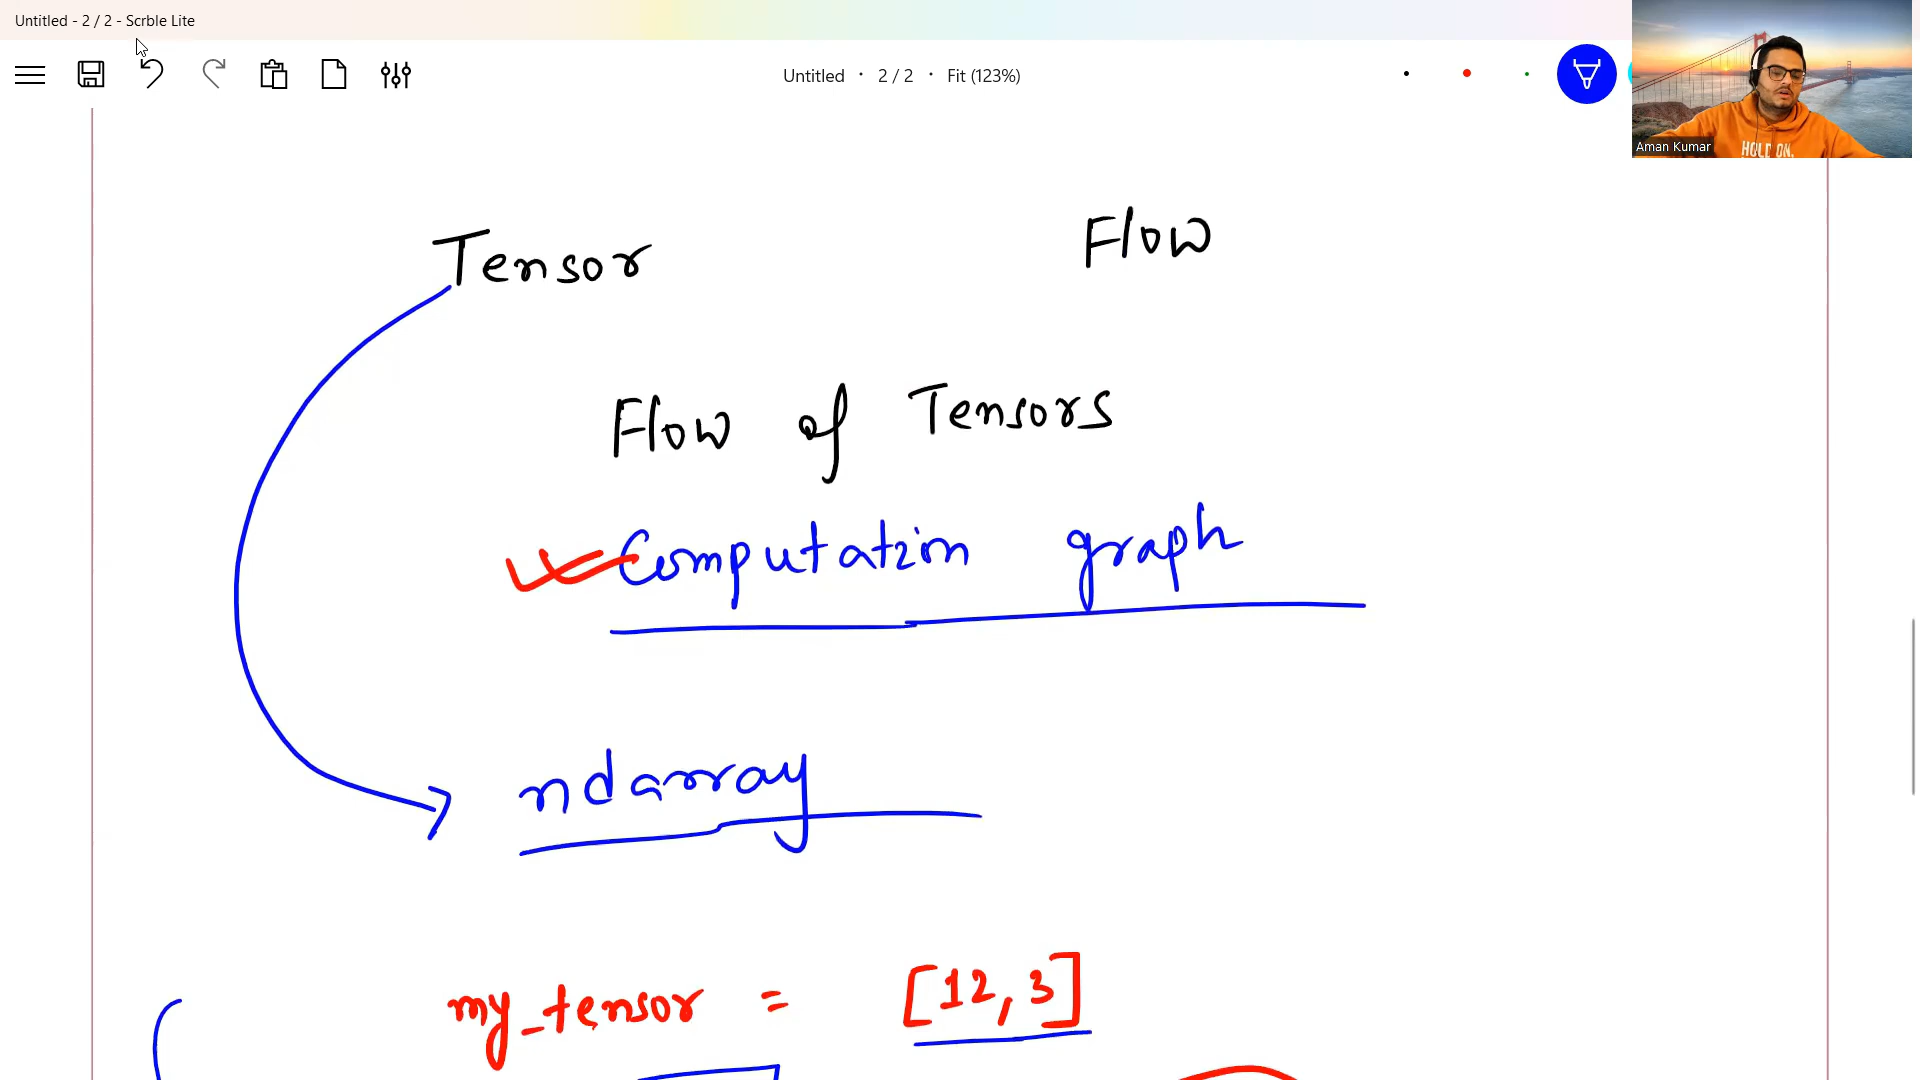 Untitled - 2 / 2 - Scrble Lite
Untitled • 2 / 2 • Fit (123%)
HOLD ON.
Aman Kumar
Tensor Flow
Flow of Tensors
Computation graph
ndarray
my_tensor = [12, 3]